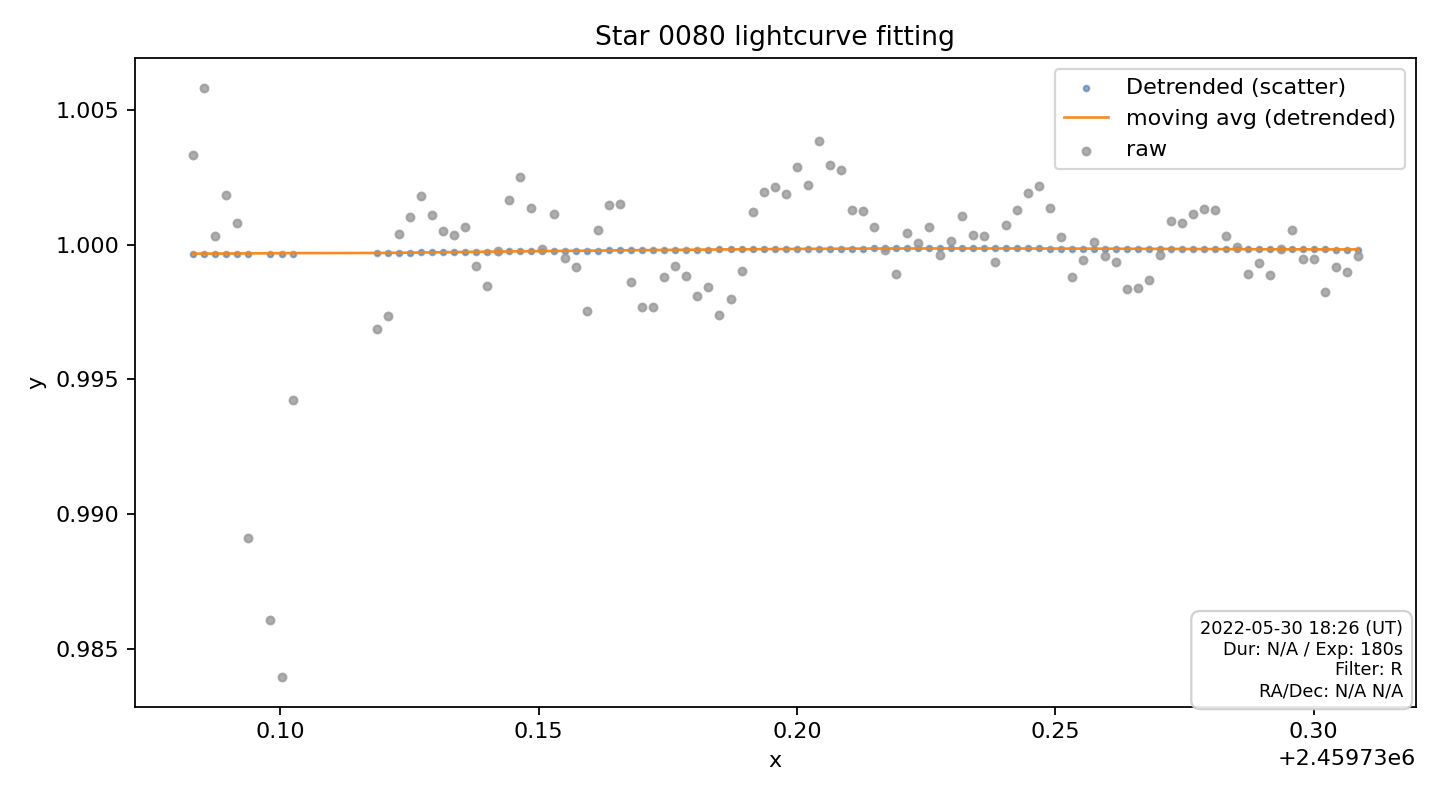 Star 0080 lightcurve fitting
Detrended (scatter)
moving avg (detrended)
raw
1.005
1.000
0.995
0.990
0.985
y
2022-05-30 18:26 (UT)
Dur: N/A / Exp: 180s
Filter: R
RA/Dec: N/A N/A
0.10 0.15 0.20 0.25 0.30
x
+2.45973e6